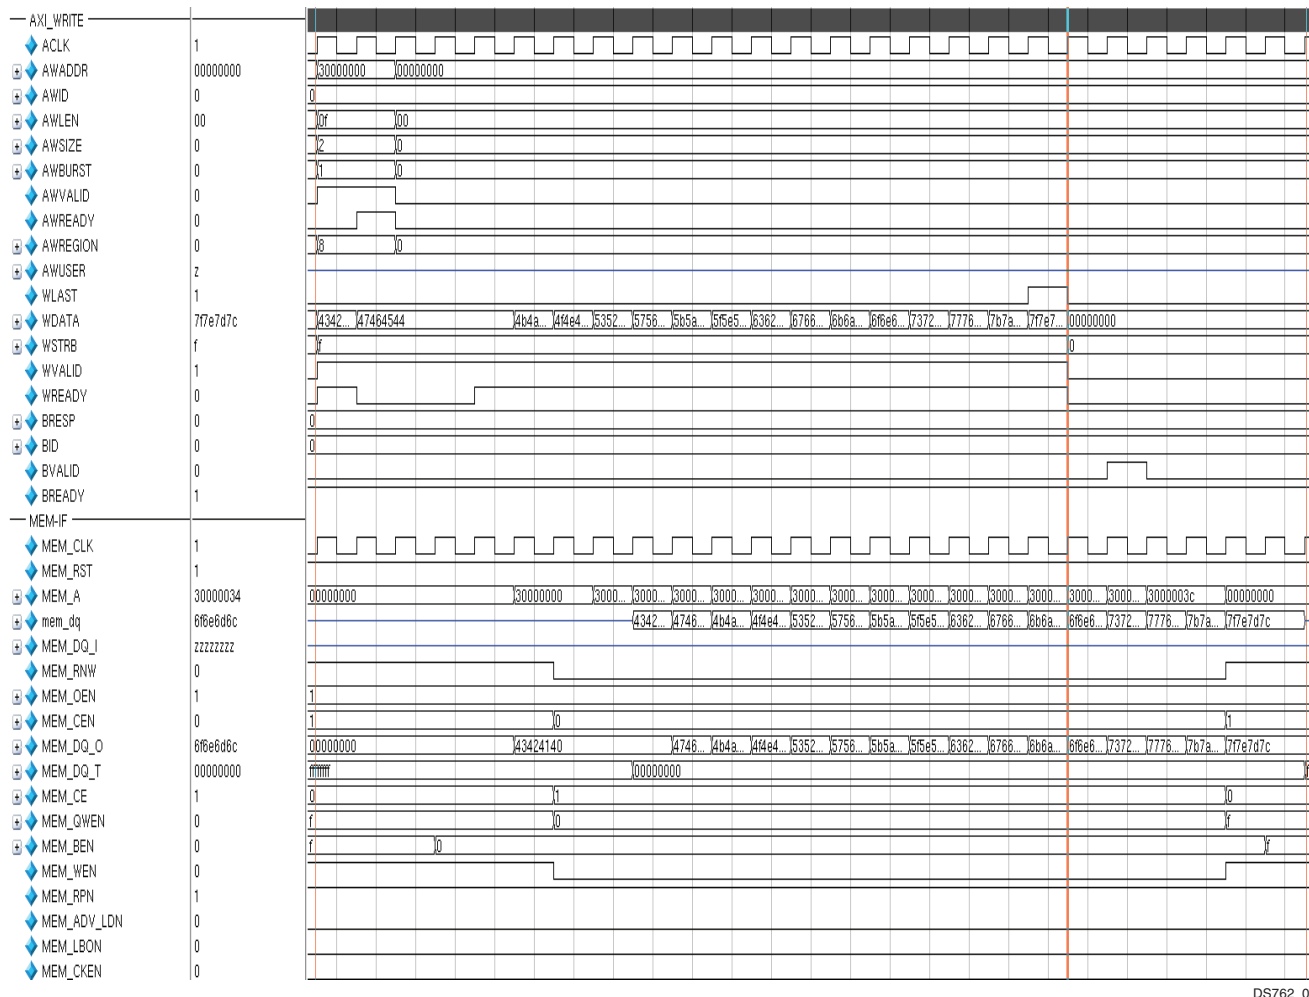 AXI_WRITE
ACLK 1
AWADDR 00000000 30000000 00000000
AWID 0 0
AWLEN 00 0f 00
AWSIZE 0 2 0
AWBURST 0 1 0
AWVALID 0
AWREADY 0
AWREGION 0 8 0
AWUSER z
WLAST 1
WDATA 7f7e7d7c 4342... 47464544 4b4a... 4f4e4... 5352... 5756... 5b5a... 5f5e5... 6362... 6766... 6b6a... 6f6e6... 7372... 7776... 7b7a... 7f7e7... 00000000
WSTRB f f 0
WVALID 1
WREADY 0
BRESP 0 0
BID 0 0
BVALID 0
BREADY 1
MEM-IF
MEM_CLK 1
MEM_RST 1
MEM_A 30000034 00000000 30000000 3000... 3000... 3000... 3000... 3000... 3000... 3000... 3000... 3000... 3000... 3000... 3000... 3000... 3000... 3000003c 00000000
mem_dq 6f6e6d6c 4342... 4746... 4b4a... 4f4e4... 5352... 5756... 5b5a... 5f5e5... 6362... 6766... 6b6a... 6f6e6... 7372... 7776... 7b7a... 7f7e7d7c
MEM_DQ_I zzzzzzzz
MEM_RNW 0
MEM_OEN 1 1
MEM_CEN 0 1 0 1
MEM_DQ_O 6f6e6d6c 00000000 43424140 4746... 4b4a... 4f4e4... 5352... 5756... 5b5a... 5f5e5... 6362... 6766... 6b6a... 6f6e6... 7372... 7776... 7b7a... 7f7e7d7c
MEM_DQ_T 00000000 ffffffff 00000000 f
MEM_CE 1 0 1 0
MEM_QWEN 0 f 0 f
MEM_BEN 0 f 0 f
MEM_WEN 0
MEM_RPN 1
MEM_ADV_LDN 0
MEM_LBON 0
MEM_CKEN 0
DS762_0